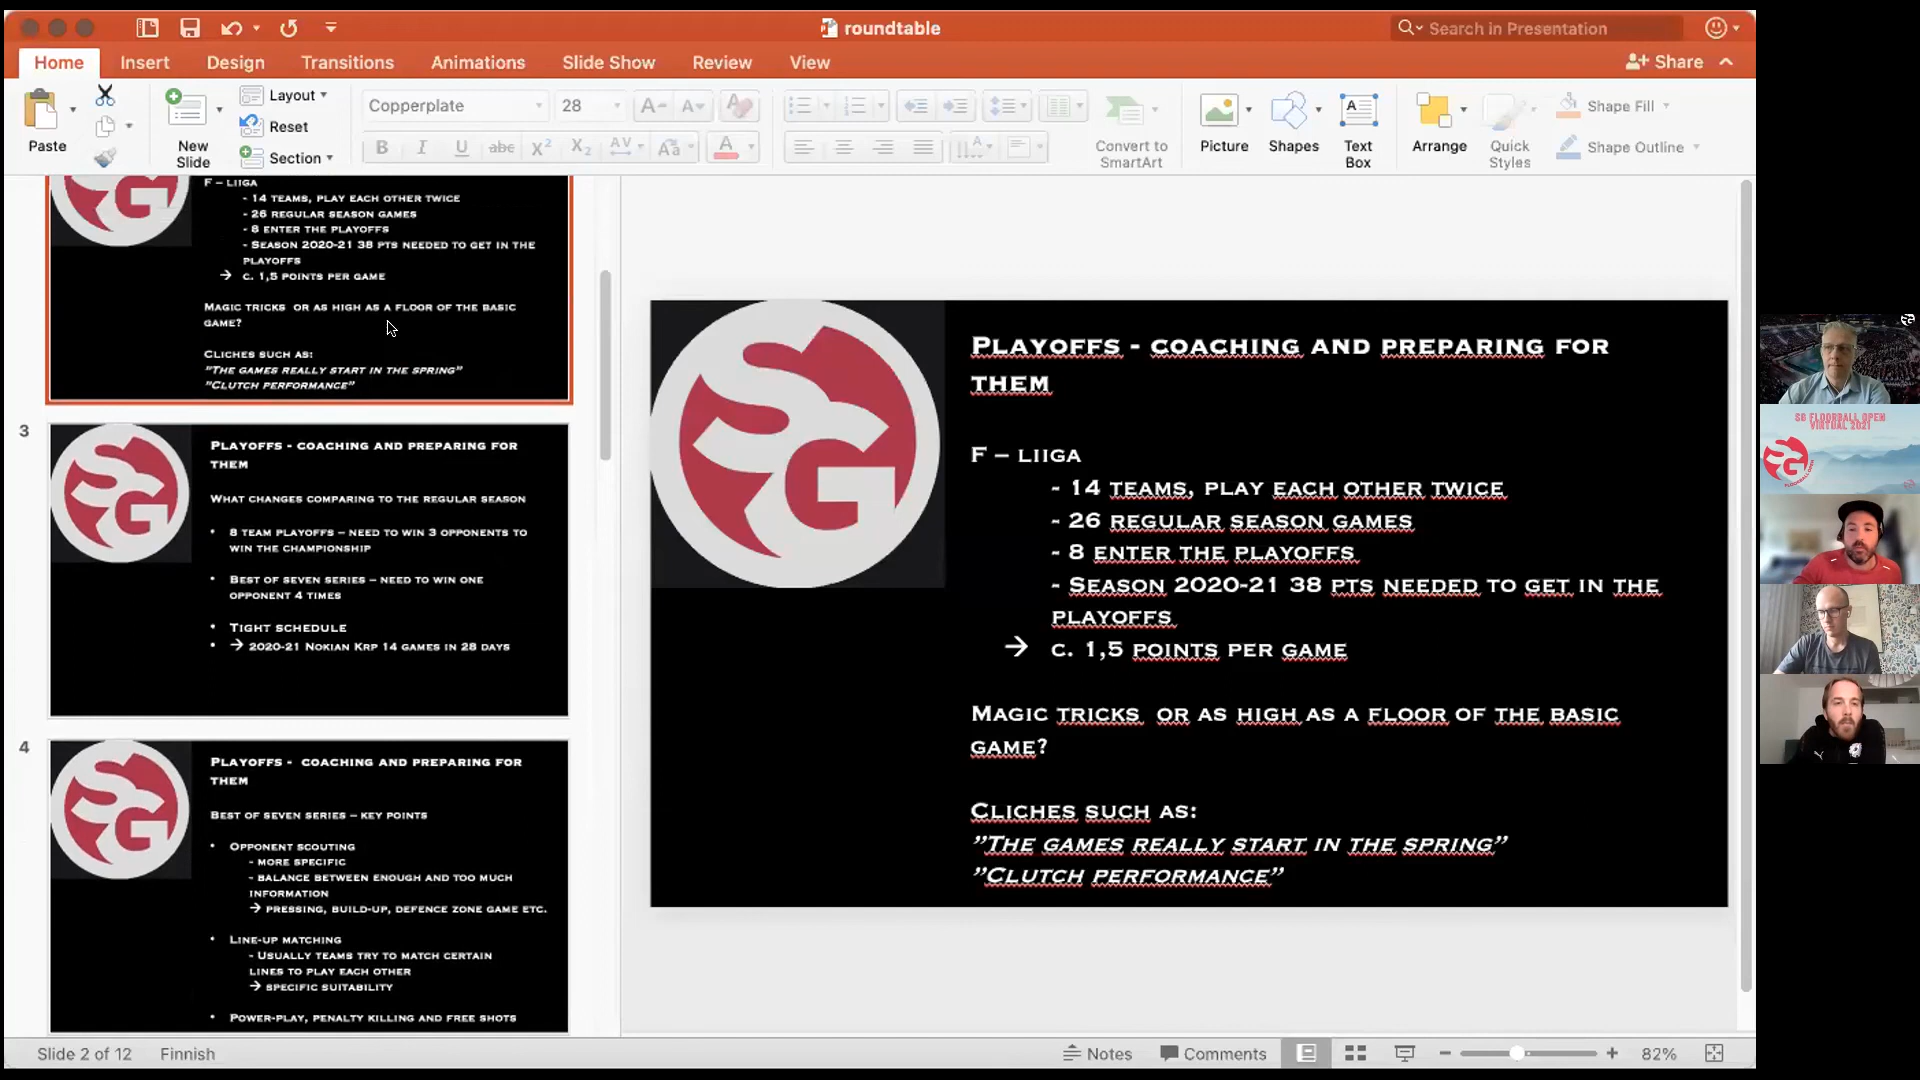 roundtable
Search in Presentation
Home Insert Design Transitions Animations Slide Show Review View Share
Paste
New
Slide
Layout
Reset
Section
Copperplate 28
Convert to
SmartArt
Picture
Shapes
Text
Box
Arrange
Quick
Styles
Shape Fill
Shape Outline
F – LIIGA
- 14 TEAMS, PLAY EACH OTHER TWICE
- 26 REGULAR SEASON GAMES
- 8 ENTER THE PLAYOFFS
- SEASON 2020-21 38 PTS NEEDED TO GET IN THE
PLAYOFFS
→ C. 1,5 POINTS PER GAME
MAGIC TRICKS OR AS HIGH AS A FLOOR OF THE BASIC
GAME?
CLICHES SUCH AS:
"THE GAMES REALLY START IN THE SPRING"
"CLUTCH PERFORMANCE"
3
PLAYOFFS - COACHING AND PREPARING FOR
THEM
WHAT CHANGES COMPARING TO THE REGULAR SEASON
• 8 TEAM PLAYOFFS – NEED TO WIN 3 OPPONENTS TO
WIN THE CHAMPIONSHIP
• BEST OF SEVEN SERIES – NEED TO WIN ONE
OPPONENT 4 TIMES
• TIGHT SCHEDULE
• → 2020-21 NOKIAN KRP 14 GAMES IN 28 DAYS
4
PLAYOFFS - COACHING AND PREPARING FOR
THEM
BEST OF SEVEN SERIES – KEY POINTS
• OPPONENT SCOUTING
- MORE SPECIFIC
- BALANCE BETWEEN ENOUGH AND TOO MUCH
INFORMATION
→ PRESSING, BUILD-UP, DEFENCE ZONE GAME ETC.
• LINE-UP MATCHING
- USUALLY TEAMS TRY TO MATCH CERTAIN
LINES TO PLAY EACH OTHER
→ SPECIFIC SUITABILITY
• POWER-PLAY, PENALTY KILLING AND FREE SHOTS
PLAYOFFS - COACHING AND PREPARING FOR
THEM
F – LIIGA
- 14 TEAMS, PLAY EACH OTHER TWICE
- 26 REGULAR SEASON GAMES
- 8 ENTER THE PLAYOFFS
- SEASON 2020-21 38 PTS NEEDED TO GET IN THE
PLAYOFFS
→ C. 1,5 POINTS PER GAME
MAGIC TRICKS OR AS HIGH AS A FLOOR OF THE BASIC
GAME?
CLICHES SUCH AS:
"THE GAMES REALLY START IN THE SPRING"
"CLUTCH PERFORMANCE"
SG FLOORBALL OPEN
VIRTUAL 2021
Slide 2 of 12 Finnish
Notes Comments 82%